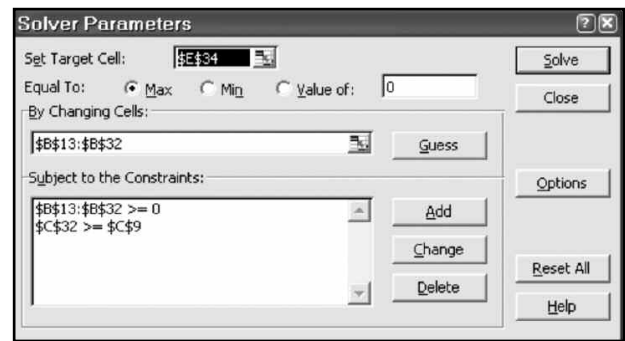 Solver Parameters
Set Target Cell: $E$34 Solve
Equal To: Max Min Value of: 0 Close
By Changing Cells:
$B$13:$B$32 Guess
Subject to the Constraints: Options
$B$13:$B$32 >= 0 Add
$C$32 >= $C$9
Change
Reset All
Delete
Help